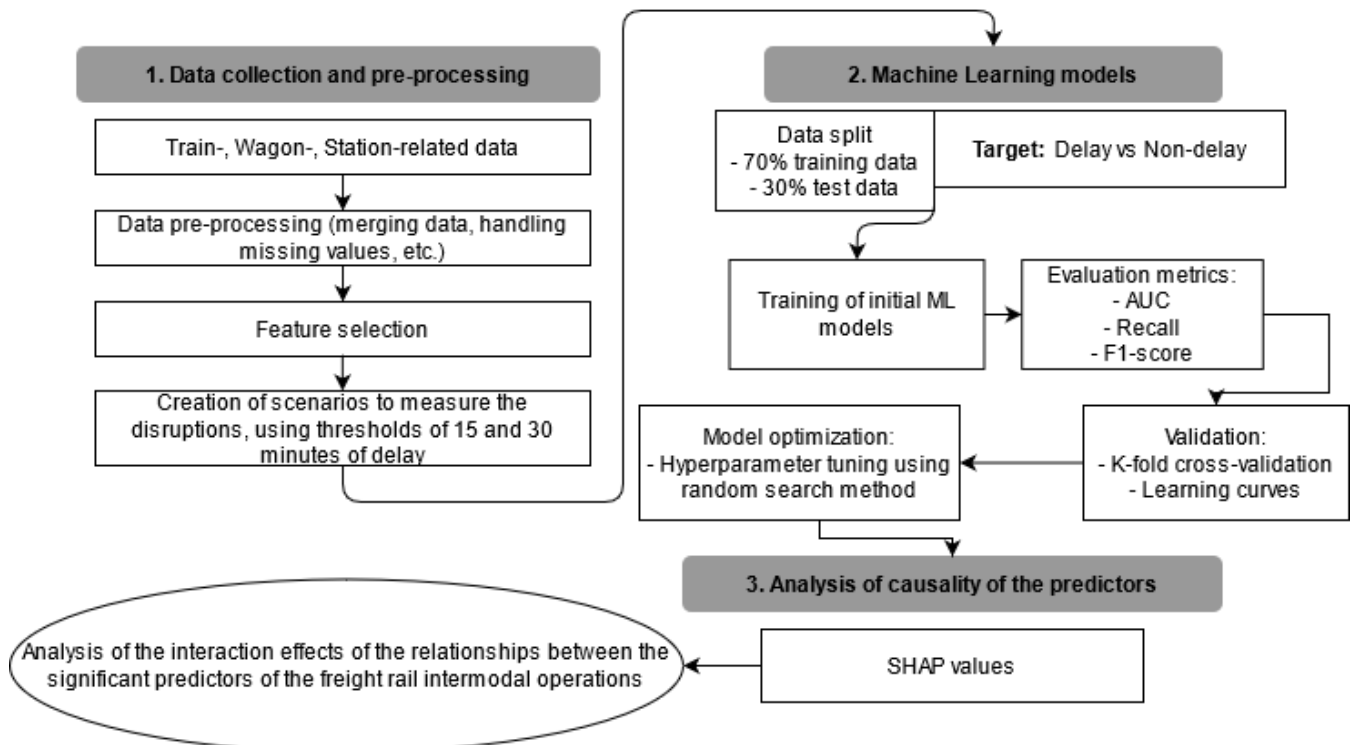 1. Data collection and pre-processing
Train-, Wagon-, Station-related data
Data pre-processing (merging data, handling
missing values, etc.)
Feature selection
Creation of scenarios to measure the
disruptions, using thresholds of 15 and 30
minutes of delay
2. Machine Learning models
Data split
- 70% training data
- 30% test data
Target: Delay vs Non-delay
Training of initial ML
models
Evaluation metrics:
- AUC
- Recall
- F1-score
Validation:
- K-fold cross-validation
- Learning curves
Model optimization:
- Hyperparameter tuning using
random search method
3. Analysis of causality of the predictors
SHAP values
Analysis of the interaction effects of the relationships between the
significant predictors of the freight rail intermodal operations